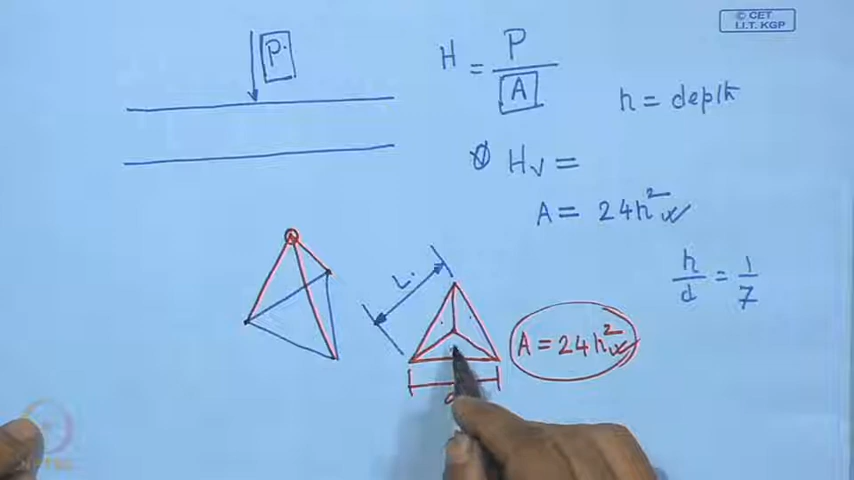 © CET
I.I.T. KGP
P
H = P / A
h = depth
Hv =
A = 24h²
h/d = 1/7
L
A = 24h²